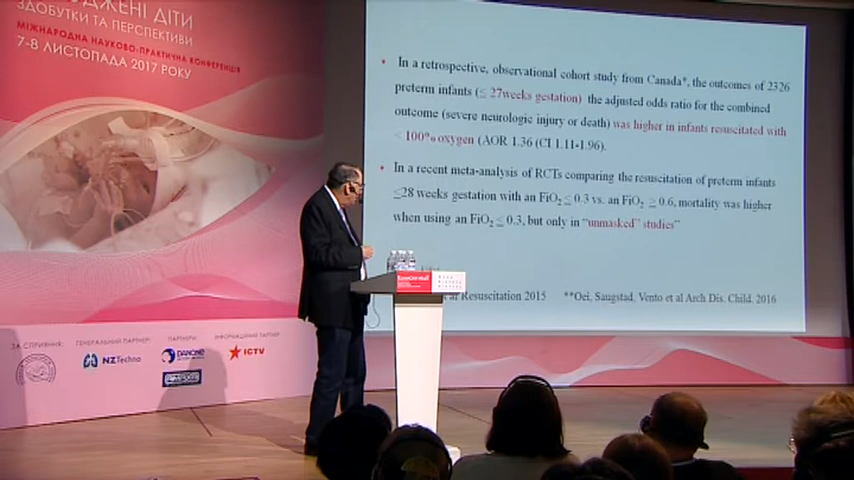 ДЖЕНІ ДІТИ
ЗДОБУТКИ ТА ПЕРСПЕКТИВИ
МІЖНАРОДНА НАУКОВО-ПРАКТИЧНА КОНФЕРЕНЦІЯ
7-8 ЛИСТОПАДА 2017 РОКУ
• In a retrospective, observational cohort study from Canada*, the outcomes of 2326
preterm infants (≤ 27weeks gestation) the adjusted odds ratio for the combined
outcome (severe neurologic injury or death) was higher in infants resuscitated with
100% oxygen (AOR 1.36 (CI 1.11-1.96).
• In a recent meta-analysis of RCTs comparing the resuscitation of preterm infants
≤28 weeks gestation with an FiO2 ≤ 0.3 vs. an FiO2 ≥ 0.6, mortality was higher
when using an FiO2 ≤ 0.3, but only in "unmasked" studies"
Resuscitation 2015 **Oei, Saugstad, Vento et al Arch Dis. Child. 2016
ЗА СПРИЯННЯ:
ГЕНЕРАЛЬНИЙ ПАРТНЕР:
ПАРТНЕРИ:
ІНФОРМАЦІЙНИЙ ПАРТНЕР:
NZTechno
DANONE
ICTV